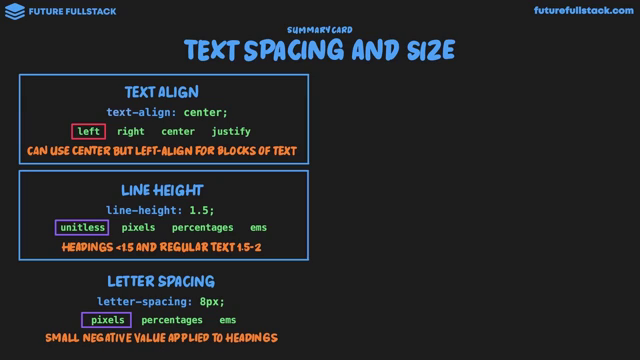 FUTURE FULLSTACK
futurefullstack.com
SUMMARY CARD
TEXT SPACING AND SIZE
TEXT ALIGN
text-align: center;
left right center justify
CAN USE CENTER BUT LEFT-ALIGN FOR BLOCKS OF TEXT
LINE HEIGHT
line-height: 1.5;
unitless pixels percentages ems
HEADINGS <1.5 AND REGULAR TEXT 1.5-2
LETTER SPACING
letter-spacing: 8px;
pixels percentages ems
SMALL NEGATIVE VALUE APPLIED TO HEADINGS